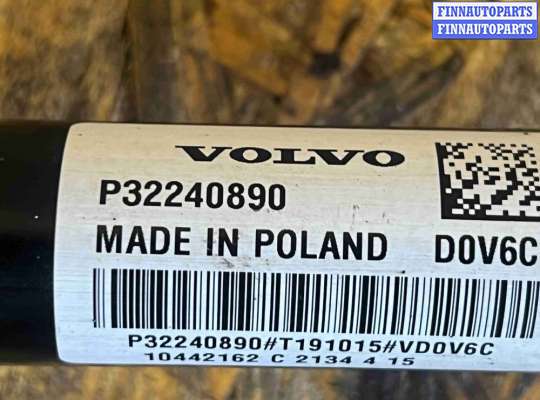 FINNAUTOPARTS
FINNAUTOPARTS
VOLVO
P32240890
MADE IN POLAND D0V6C
P32240890#T191015#VD0V6C
10442162 C 2134 4 15